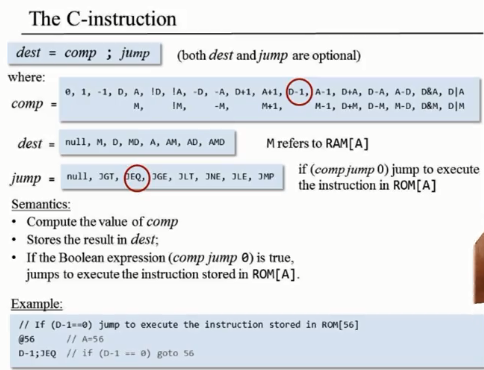 The C-instruction
dest = comp ; jump (both dest and jump are optional)
where:
0, 1, -1, D, A, !D, !A, -D, -A, D+1, A+1, D-1, A-1, D+A, D-A, A-D, D&A, D|A
comp =
M, !M, -M, M+1, M-1, D+M, D-M, M-D, D&M, D|M
dest = null, M, D, MD, A, AM, AD, AMD M refers to RAM[A]
jump = null, JGT, JEQ, JGE, JLT, JNE, JLE, JMP if (comp jump 0) jump to execute
the instruction in ROM[A]
Semantics:
• Compute the value of comp
• Stores the result in dest;
• If the Boolean expression (comp jump 0) is true,
jumps to execute the instruction stored in ROM[A].
Example:
// If (D-1==0) jump to execute the instruction stored in ROM[56]
@56 // A=56
D-1;JEQ // if (D-1 == 0) goto 56